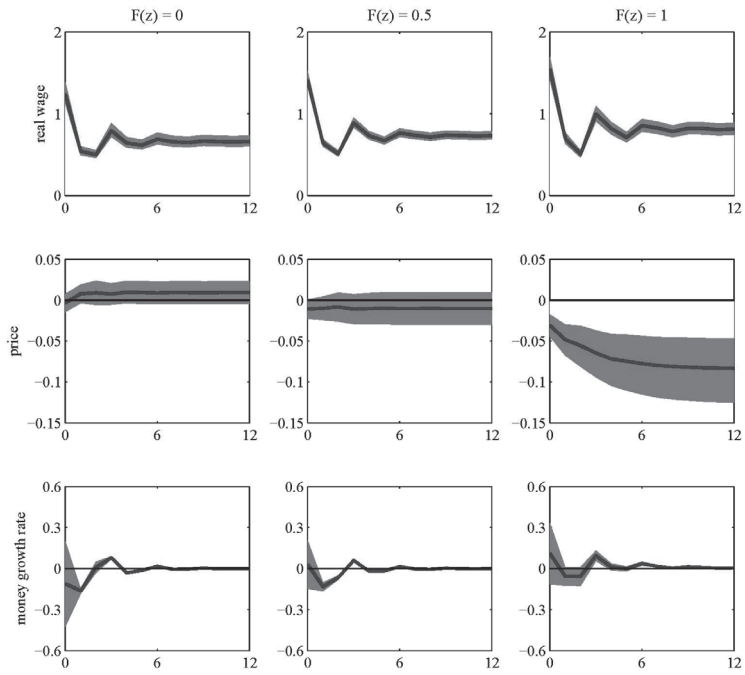 F(z) = 0 F(z) = 0.5 F(z) = 1
real wage
2 2 2
1 1 1
0 0 0
0 6 12 0 6 12 0 6 12
price
0.05 0.05 0.05
0 0 0
−0.05 −0.05 −0.05
−0.1 −0.1 −0.1
−0.15 −0.15 −0.15
0 6 12 0 6 12 0 6 12
money growth rate
0.6 0.6 0.6
0.3 0.3 0.3
0 0 0
−0.3 −0.3 −0.3
−0.6 −0.6 −0.6
0 6 12 0 6 12 0 6 12